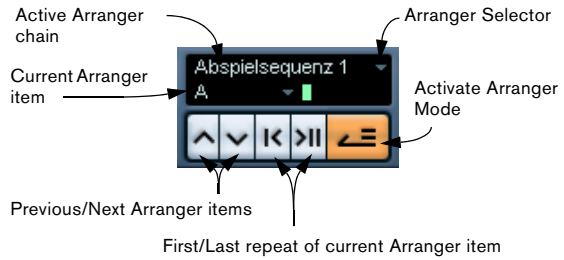 Active Arranger
chain
Arranger Selector
Current Arranger
item
Abspielsequenz 1
A
Activate Arranger
Mode
Previous/Next Arranger items
First/Last repeat of current Arranger item